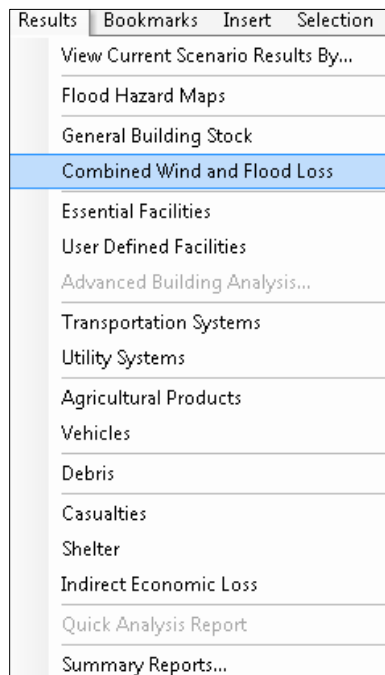 Results Bookmarks Insert Selection
View Current Scenario Results By...
Flood Hazard Maps
General Building Stock
Combined Wind and Flood Loss
Essential Facilities
User Defined Facilities
Advanced Building Analysis...
Transportation Systems
Utility Systems
Agricultural Products
Vehicles
Debris
Casualties
Shelter
Indirect Economic Loss
Quick Analysis Report
Summary Reports...